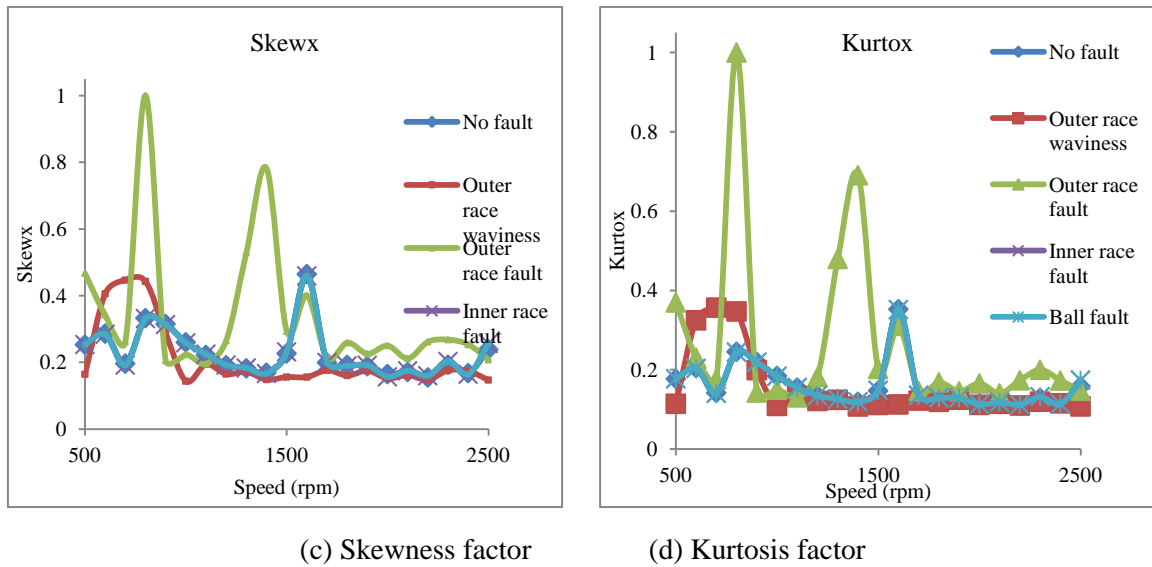 Skewx
1
0.8
0.6
0.4
0.2
0
500
1500
2500
Skewx
Speed (rpm)
No fault
Outer
race
waviness
Outer
race fault
Inner race
fault
Kurtox
1
0.8
0.6
0.4
0.2
0
500
1500
2500
Kurtox
Speed (rpm)
No fault
Outer race
waviness
Outer race
fault
Inner race
fault
Ball fault
(c) Skewness factor
(d) Kurtosis factor